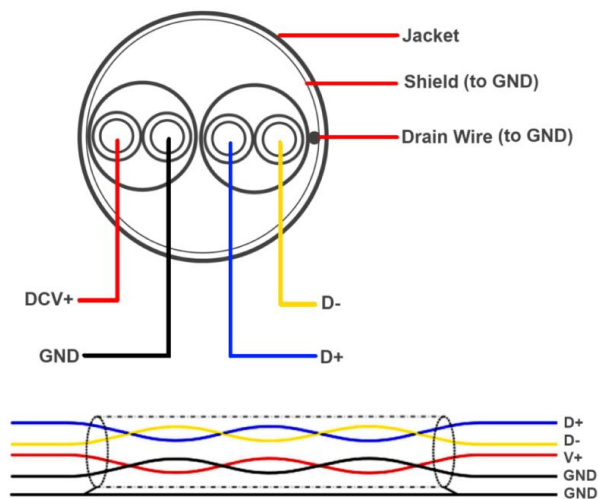 Jacket
Shield (to GND)
Drain Wire (to GND)
DCV+
D-
GND
D+
D+
D-
V+
GND
GND